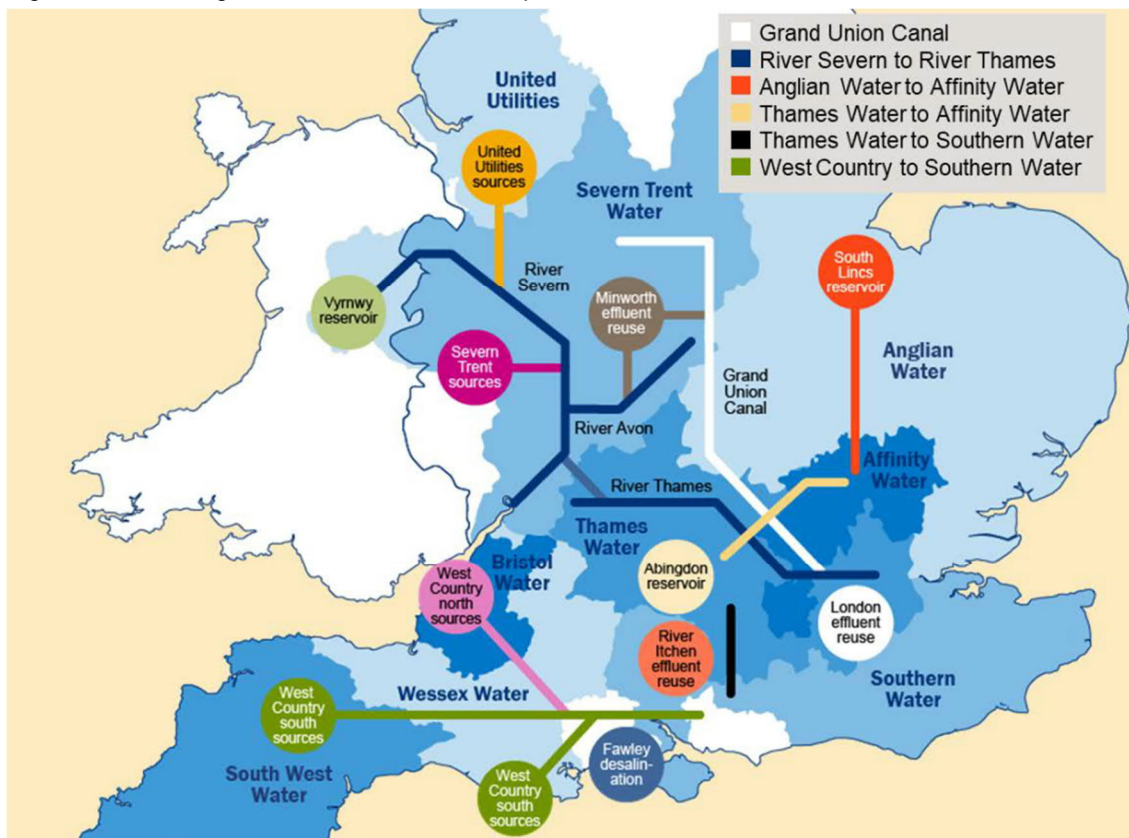 Grand Union Canal
River Severn to River Thames
Anglian Water to Affinity Water
Thames Water to Affinity Water
Thames Water to Southern Water
West Country to Southern Water
United
Utilities
United
Utilities
sources
Severn Trent
Water
River
Severn
Vyrnwy
reservoir
Minworth
effluent
reuse
South
Lincs
reservoir
Severn
Trent
sources
Anglian
Water
Grand
Union
Canal
River Avon
Affinity
Water
River Thames
Thames
Water
Bristol
Water
Abingdon
reservoir
West
Country
north
sources
London
effluent
reuse
River
Itchen
effluent
reuse
Southern
Water
Wessex Water
West
Country
south
sources
South West
Water
West
Country
south
sources
Fawley
desalin-
ation